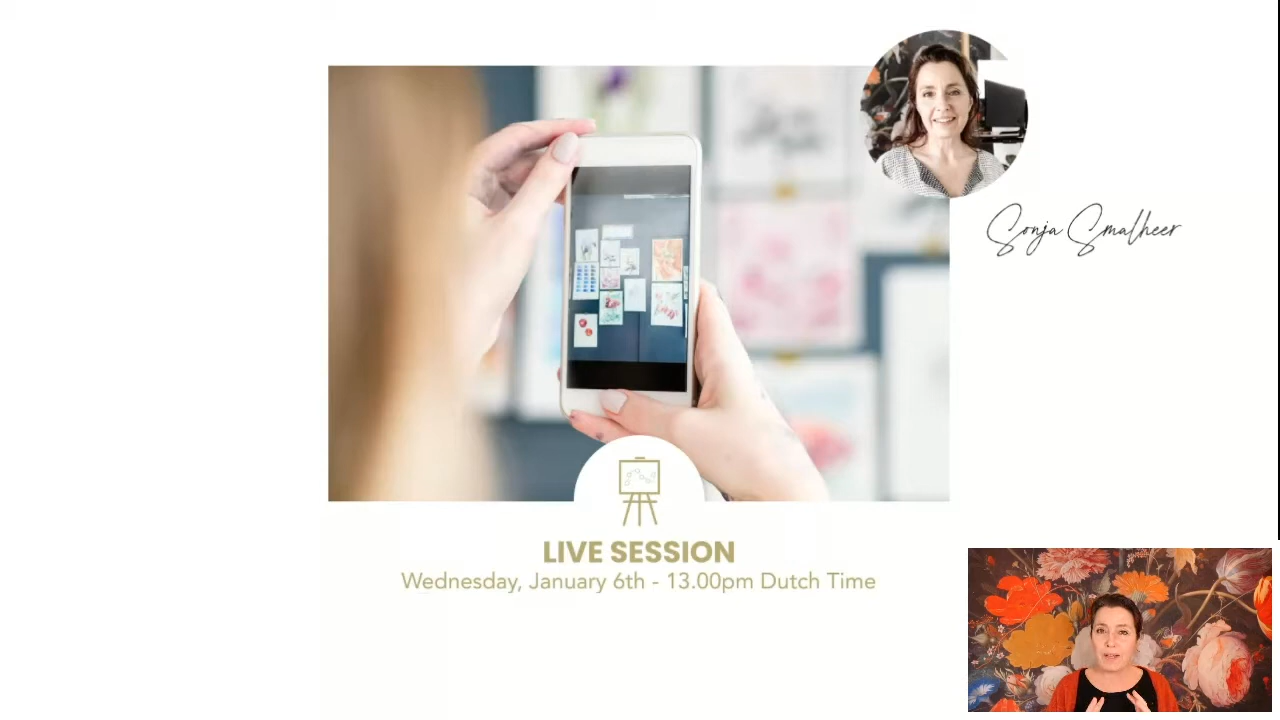 Sonja Smalheer
LIVE SESSION
Wednesday, January 6th - 13.00pm Dutch Time